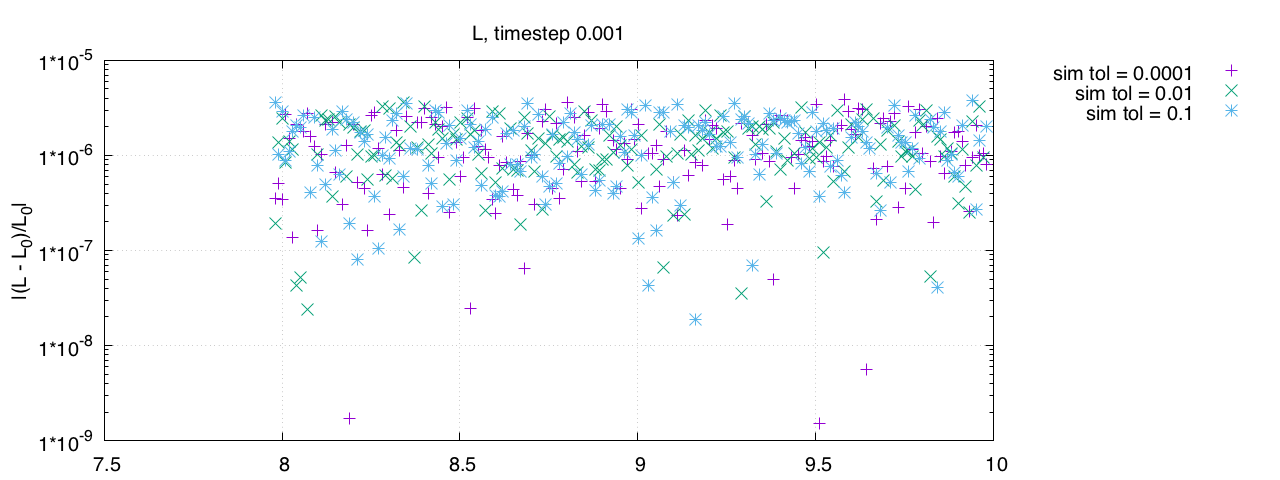 L, timestep 0.001
1*10^-5
1*10^-6
1*10^-7
1*10^-8
1*10^-9
|(L - L_0)/L_0|
7.5 8 8.5 9 9.5 10
sim tol = 0.0001
sim tol = 0.01
sim tol = 0.1